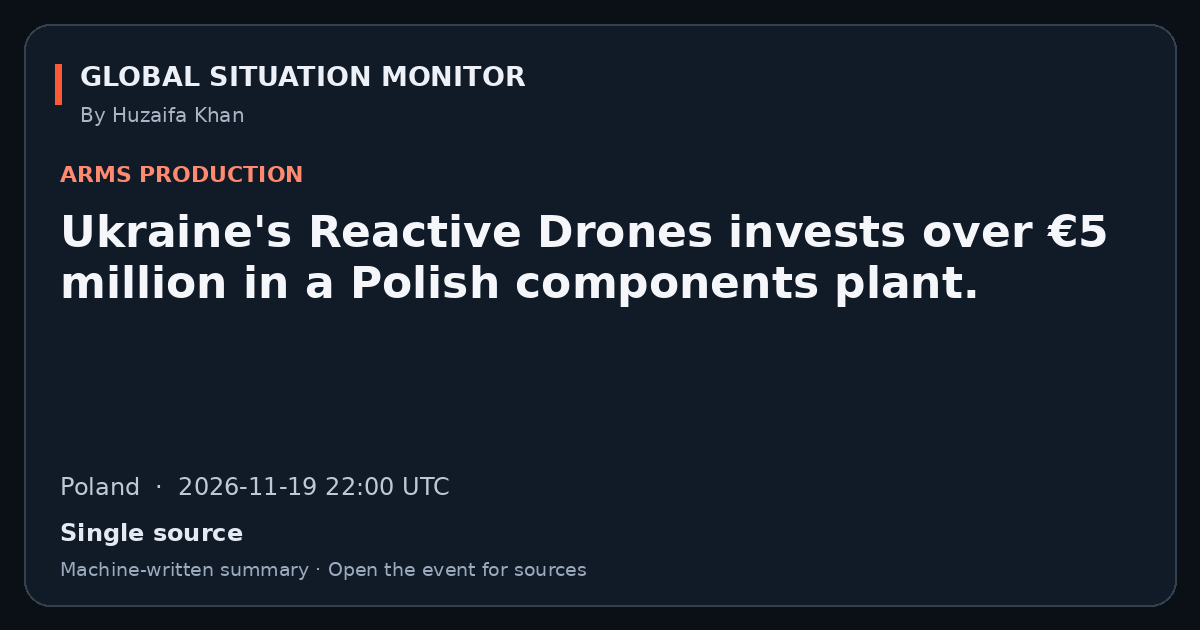 GLOBAL SITUATION MONITOR
By Huzaifa Khan
ARMS PRODUCTION
Ukraine's Reactive Drones invests over €5
million in a Polish components plant.
Poland · 2026-11-19 22:00 UTC
Single source
Machine-written summary · Open the event for sources